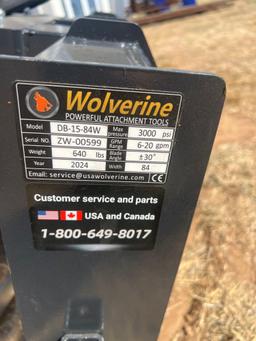 Wolverine
POWERFUL ATTACHMENT TOOLS
Model DB-15-84W Max pressure 3000 psi
Serial NO. ZW-00599 GPM Range 6-20 gpm
Weight 640 lbs Blade Angle ±30°
Year 2024 Width 84
Email: service@usawolverine.com CE
Customer service and parts
USA and Canada
1-800-649-8017